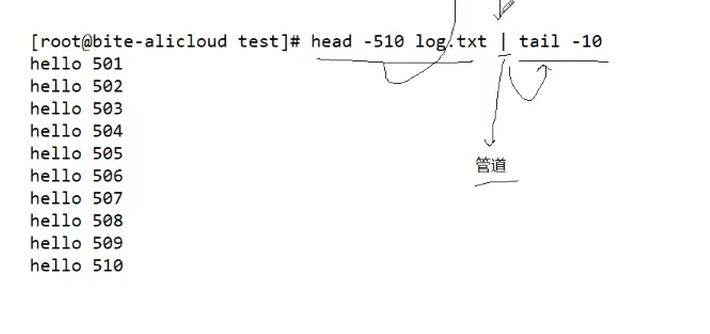 [root@bite-alicloud test]# head -510 log.txt | tail -10
hello 501
hello 502
hello 503
hello 504
hello 505
hello 506
管道
hello 507
hello 508
hello 509
hello 510